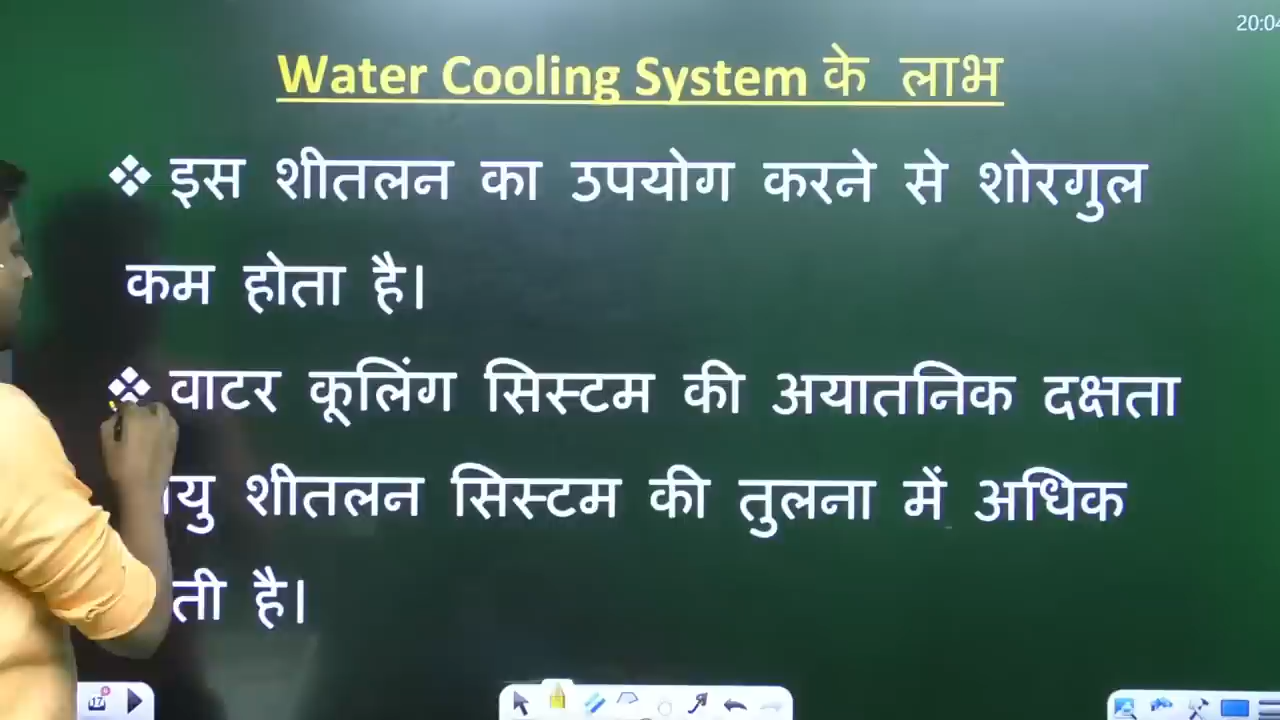 20:04
Water Cooling System के लाभ
❖ इस शीतलन का उपयोग करने से शोरगुल
कम होता है।
❖ वाटर कूलिंग सिस्टम की अयातनिक दक्षता
शीतलन सिस्टम की तुलना में अधिक
है।